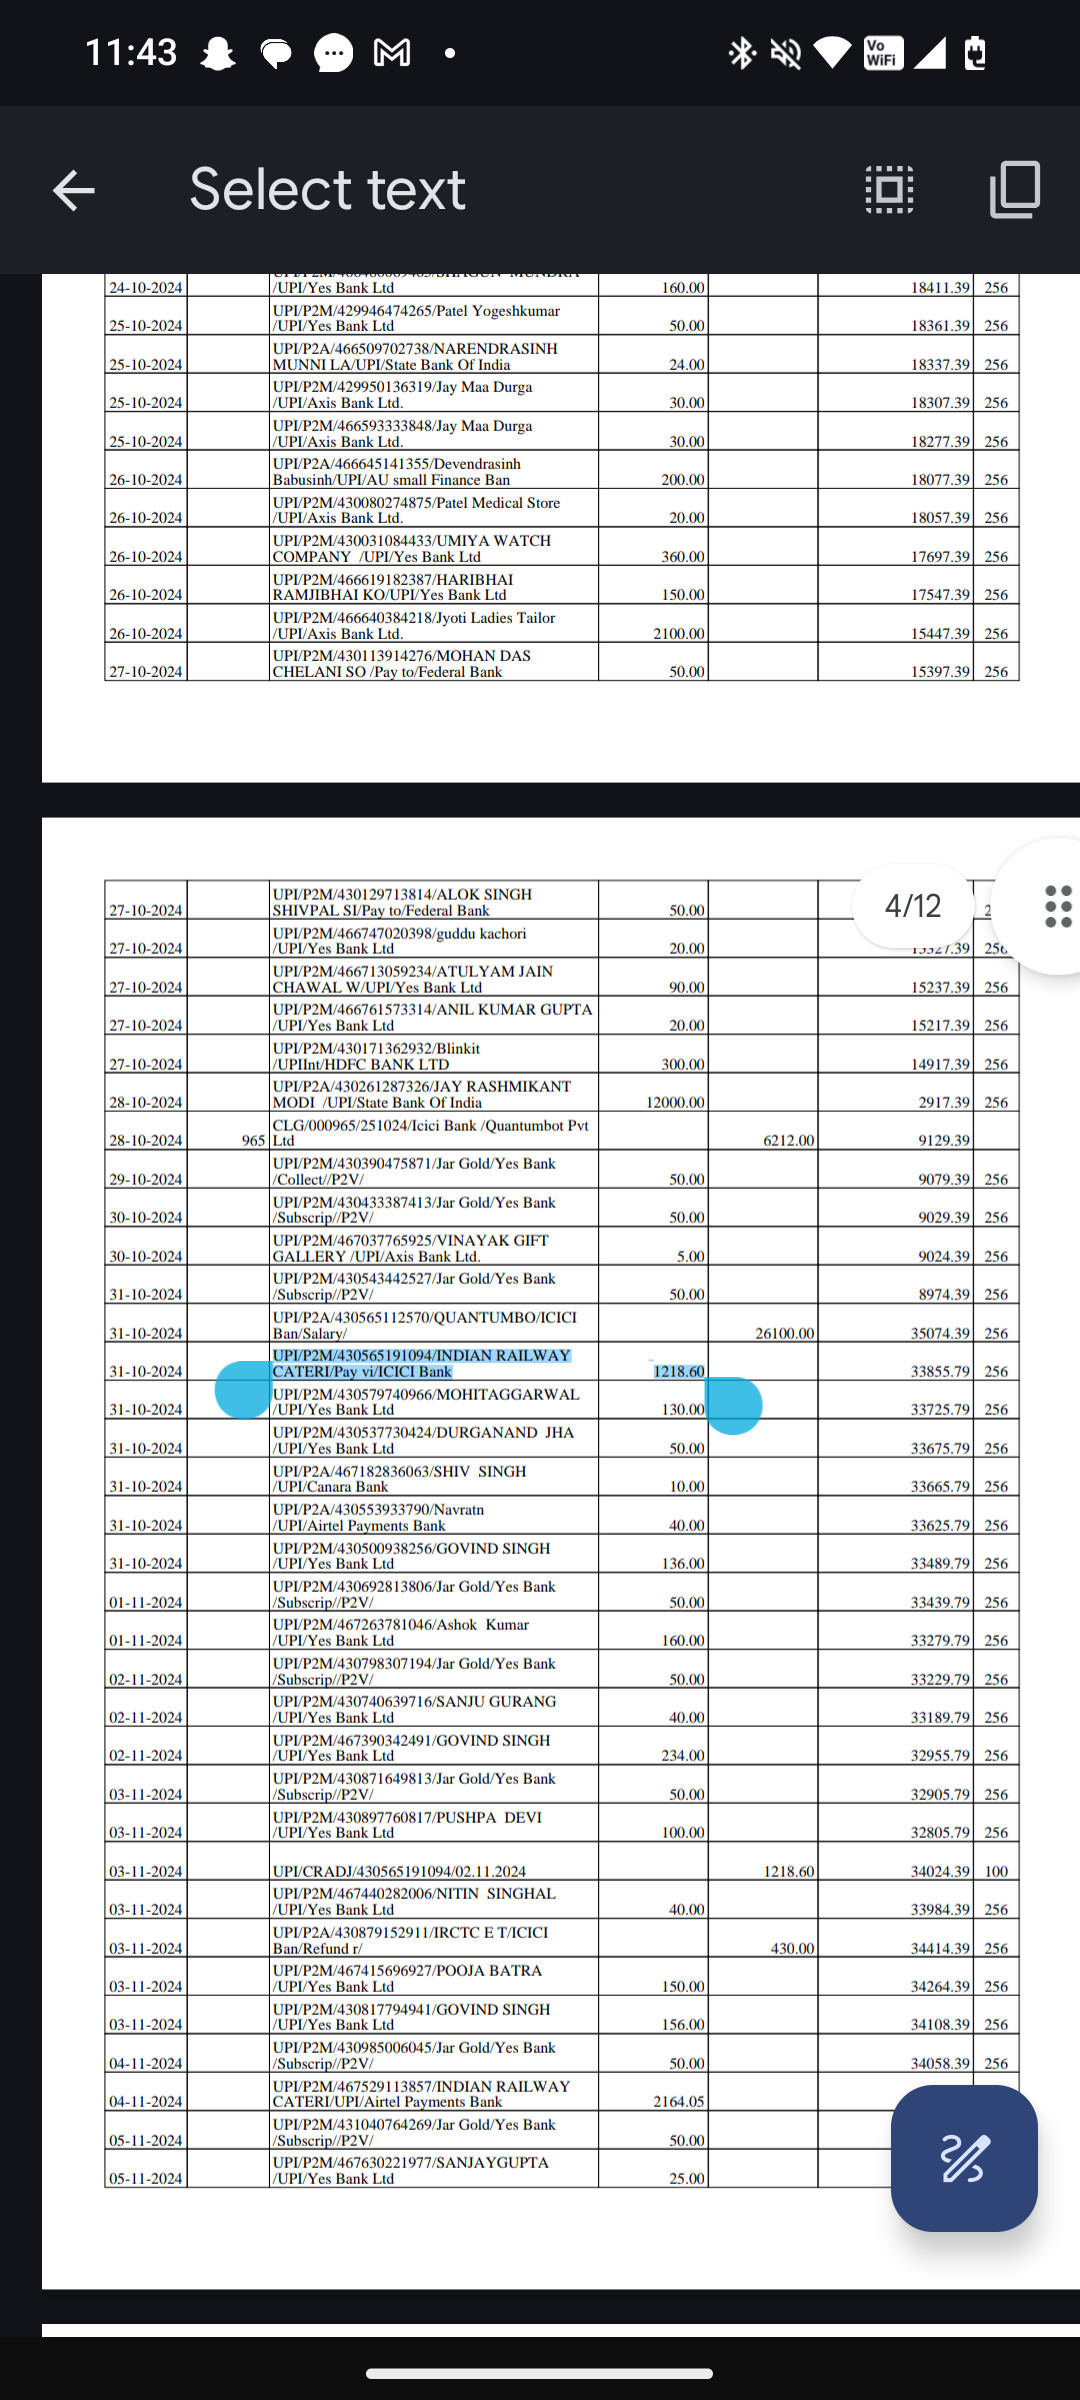 11:43
Vo WiFi
Select text
24-10-2024 /UPI/Yes Bank Ltd 160.00 18411.39 256
UPI/P2M/429946474265/Patel Yogeshkumar
25-10-2024 /UPI/Yes Bank Ltd 50.00 18361.39 256
UPI/P2A/466509702738/NARENDRASINH
25-10-2024 MUNNI LA/UPI/State Bank Of India 24.00 18337.39 256
UPI/P2M/429950136319/Jay Maa Durga
25-10-2024 /UPI/Axis Bank Ltd. 30.00 18307.39 256
UPI/P2M/466593333848/Jay Maa Durga
25-10-2024 /UPI/Axis Bank Ltd. 30.00 18277.39 256
UPI/P2A/466645141355/Devendrasinh
26-10-2024 Babusinh/UPI/AU small Finance Ban 200.00 18077.39 256
UPI/P2M/430080274875/Patel Medical Store
26-10-2024 /UPI/Axis Bank Ltd. 20.00 18057.39 256
UPI/P2M/430031084433/UMIYA WATCH
26-10-2024 COMPANY /UPI/Yes Bank Ltd 360.00 17697.39 256
UPI/P2M/466619182387/HARIBHAI
26-10-2024 RAMJIBHAI KO/UPI/Yes Bank Ltd 150.00 17547.39 256
UPI/P2M/466640384218/Jyoti Ladies Tailor
26-10-2024 /UPI/Axis Bank Ltd. 2100.00 15447.39 256
UPI/P2M/430113914276/MOHAN DAS
27-10-2024 CHELANI SO /Pay to/Federal Bank 50.00 15397.39 256
4/12
UPI/P2M/430129713814/ALOK SINGH
27-10-2024 SHIVPAL SI/Pay to/Federal Bank 50.00
UPI/P2M/466747020398/guddu kachori
27-10-2024 /UPI/Yes Bank Ltd 20.00 15327.39 256
UPI/P2M/466713059234/ATULYAM JAIN
27-10-2024 CHAWAL W/UPI/Yes Bank Ltd 90.00 15237.39 256
UPI/P2M/466761573314/ANIL KUMAR GUPTA
27-10-2024 /UPI/Yes Bank Ltd 20.00 15217.39 256
UPI/P2M/430171362932/Blinkit
27-10-2024 /UPIInt/HDFC BANK LTD 300.00 14917.39 256
UPI/P2A/430261287326/JAY RASHMIKANT
28-10-2024 MODI /UPI/State Bank Of India 12000.00 2917.39 256
CLG/000965/251024/Icici Bank /Quantumbot Pvt
28-10-2024 965 Ltd 6212.00 9129.39
UPI/P2M/430390475871/Jar Gold/Yes Bank
29-10-2024 /Collect//P2V/ 50.00 9079.39 256
UPI/P2M/430433387413/Jar Gold/Yes Bank
30-10-2024 /Subscrip//P2V/ 50.00 9029.39 256
UPI/P2M/467037765925/VINAYAK GIFT
30-10-2024 GALLERY /UPI/Axis Bank Ltd. 5.00 9024.39 256
UPI/P2M/430543442527/Jar Gold/Yes Bank
31-10-2024 /Subscrip//P2V/ 50.00 8974.39 256
UPI/P2A/430565112570/QUANTUMBO/ICICI
31-10-2024 Ban/Salary/ 26100.00 35074.39 256
UPI/P2M/430565191094/INDIAN RAILWAY
31-10-2024 CATERI/Pay vi/ICICI Bank 1218.60 33855.79 256
UPI/P2M/430579740966/MOHITAGGARWAL
31-10-2024 /UPI/Yes Bank Ltd 130.00 33725.79 256
UPI/P2M/430537730424/DURGANAND JHA
31-10-2024 /UPI/Yes Bank Ltd 50.00 33675.79 256
UPI/P2A/467182836063/SHIV SINGH
31-10-2024 /UPI/Canara Bank 10.00 33665.79 256
UPI/P2A/430553933790/Navratn
31-10-2024 /UPI/Airtel Payments Bank 40.00 33625.79 256
UPI/P2M/430500938256/GOVIND SINGH
31-10-2024 /UPI/Yes Bank Ltd 136.00 33489.79 256
UPI/P2M/430692813806/Jar Gold/Yes Bank
01-11-2024 /Subscrip//P2V/ 50.00 33439.79 256
UPI/P2M/467263781046/Ashok Kumar
01-11-2024 /UPI/Yes Bank Ltd 160.00 33279.79 256
UPI/P2M/430798307194/Jar Gold/Yes Bank
02-11-2024 /Subscrip//P2V/ 50.00 33229.79 256
UPI/P2M/430740639716/SANJU GURANG
02-11-2024 /UPI/Yes Bank Ltd 40.00 33189.79 256
UPI/P2M/467390342491/GOVIND SINGH
02-11-2024 /UPI/Yes Bank Ltd 234.00 32955.79 256
UPI/P2M/430871649813/Jar Gold/Yes Bank
03-11-2024 /Subscrip//P2V/ 50.00 32905.79 256
UPI/P2M/430897760817/PUSHPA DEVI
03-11-2024 /UPI/Yes Bank Ltd 100.00 32805.79 256
03-11-2024 UPI/CRADJ/430565191094/02.11.2024 1218.60 34024.39 100
UPI/P2M/467440282006/NITIN SINGHAL
03-11-2024 /UPI/Yes Bank Ltd 40.00 33984.39 256
UPI/P2A/430879152911/IRCTC E T/ICICI
03-11-2024 Ban/Refund r/ 430.00 34414.39 256
UPI/P2M/467415696927/POOJA BATRA
03-11-2024 /UPI/Yes Bank Ltd 150.00 34264.39 256
UPI/P2M/430817794941/GOVIND SINGH
03-11-2024 /UPI/Yes Bank Ltd 156.00 34108.39 256
UPI/P2M/430985006045/Jar Gold/Yes Bank
04-11-2024 /Subscrip//P2V/ 50.00 34058.39 256
UPI/P2M/467529113857/INDIAN RAILWAY
04-11-2024 CATERI/UPI/Airtel Payments Bank 2164.05
UPI/P2M/431040764269/Jar Gold/Yes Bank
05-11-2024 /Subscrip//P2V/ 50.00
UPI/P2M/467630221977/SANJAYGUPTA
05-11-2024 /UPI/Yes Bank Ltd 25.00